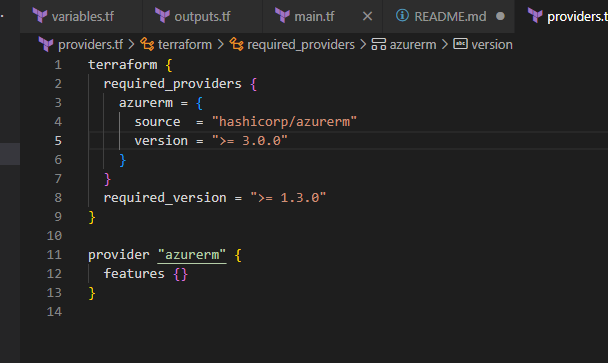 variables.tf outputs.tf main.tf README.md providers.tf
providers.tf > terraform > required_providers > azurerm > abc version
1 terraform {
2   required_providers {
3     azurerm = {
4       source  = "hashicorp/azurerm"
5       version = ">= 3.0.0"
6     }
7   }
8   required_version = ">= 1.3.0"
9 }
10
11 provider "azurerm" {
12   features {}
13 }
14